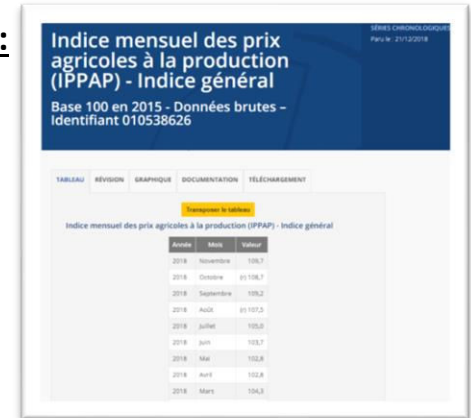 :
SÉRIES CHRONOLOGIQUES
Paru le : 21/12/2018
Indice mensuel des prix
agricoles à la production
(IPPAP) - Indice général
Base 100 en 2015 - Données brutes –
Identifiant 010538626
TABLEAU RÉVISION GRAPHIQUE DOCUMENTATION TÉLÉCHARGEMENT
Transposer le tableau
Indice mensuel des prix agricoles à la production (IPPAP) - Indice général
Année Mois Valeur
2018 Novembre 109,7
2018 Octobre (r) 108,7
2018 Septembre 109,2
2018 Août (r) 107,5
2018 Juillet 105,0
2018 Juin 103,7
2018 Mai 102,8
2018 Avril 102,8
2018 Mars 104,3